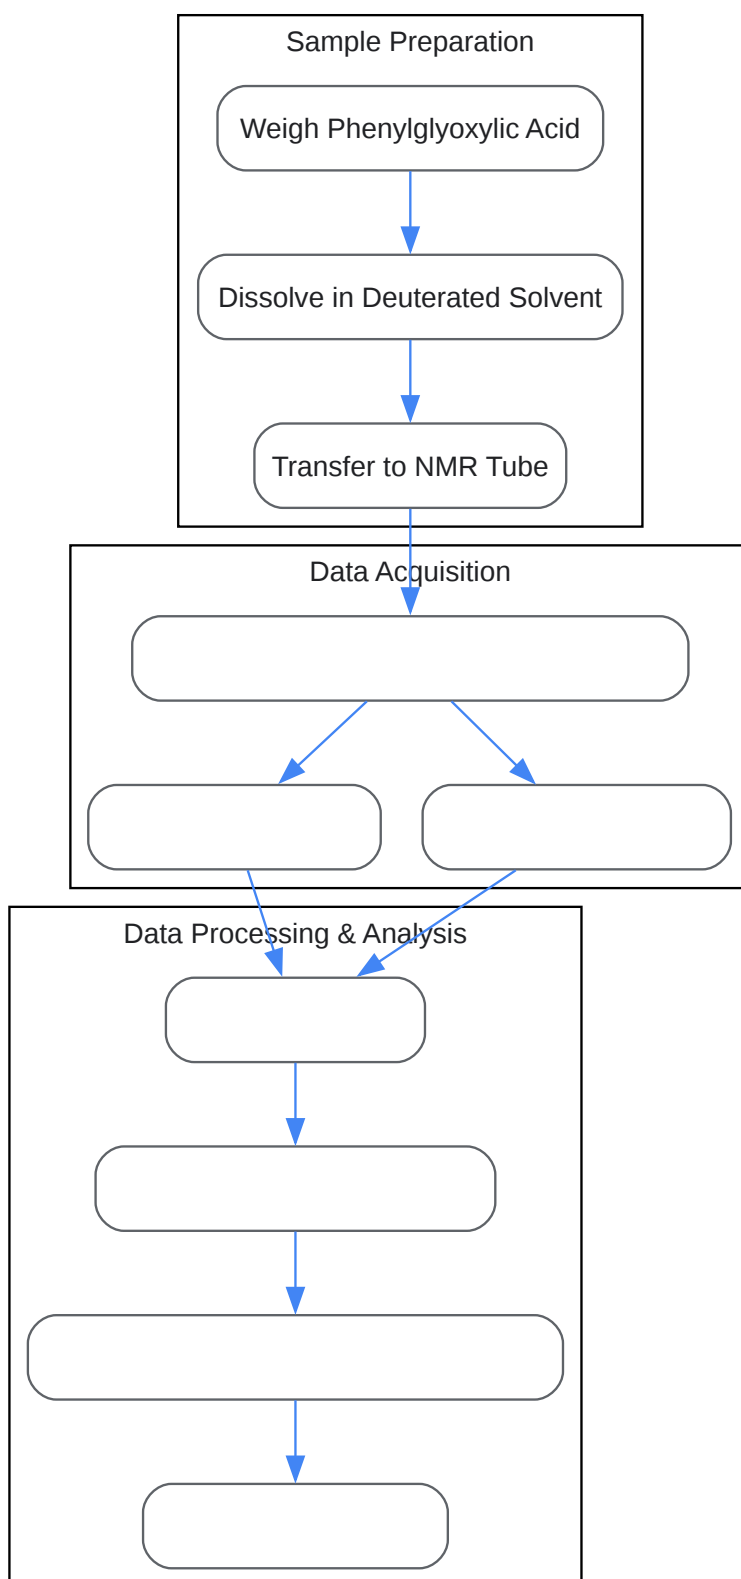 Sample Preparation
Weigh Phenylglyoxylic Acid
Dissolve in Deuterated Solvent
Transfer to NMR Tube
Data Acquisition
Data Processing & Analysis